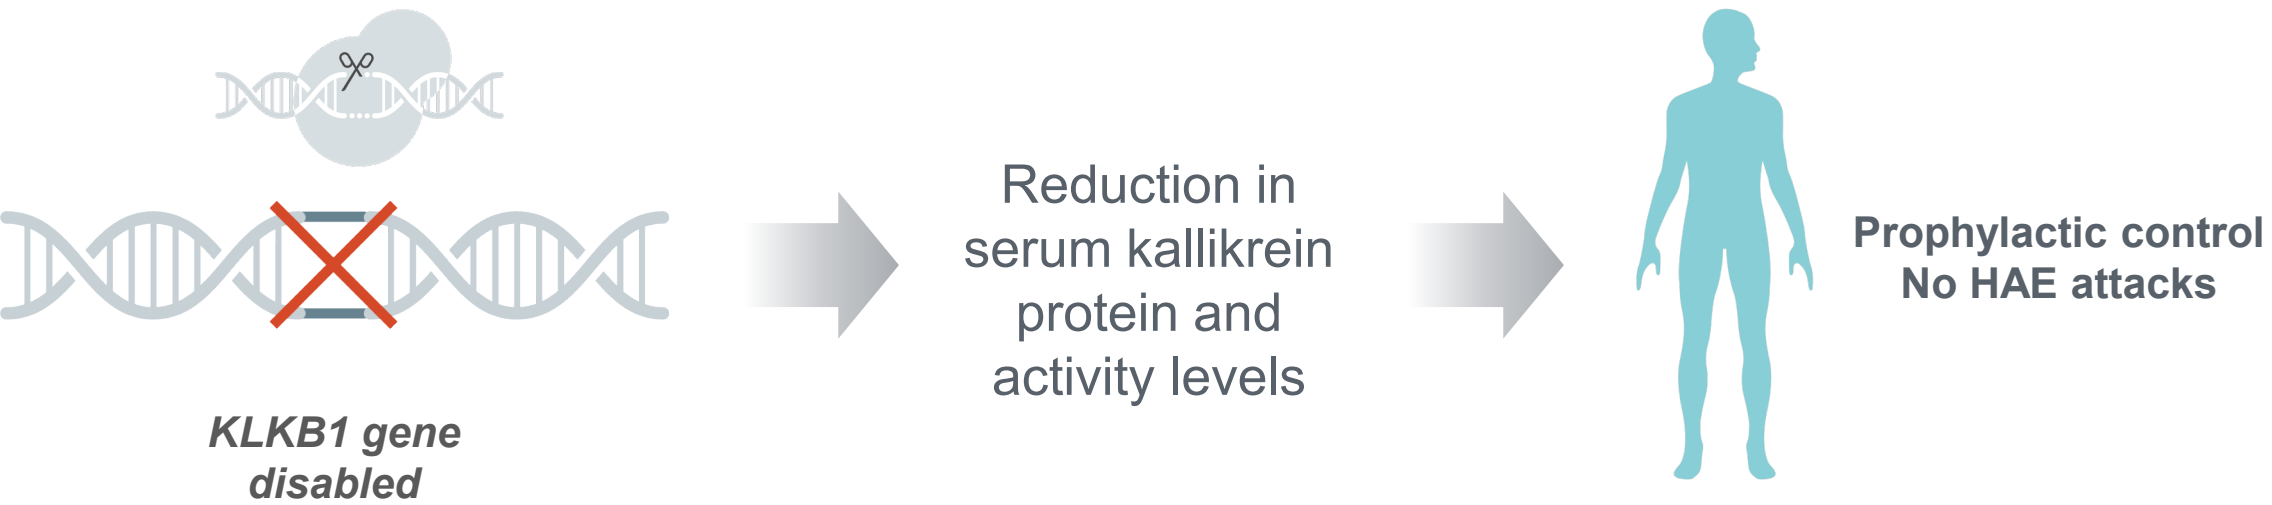 KLKB1 gene
disabled
Reduction in
serum kallikrein
protein and
activity levels
Prophylactic control
No HAE attacks